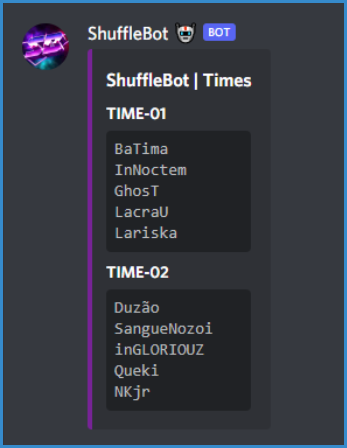 ShuffleBot 🤖 BOT
ShuffleBot | Times
TIME-01
BaTima
InNoctem
GhosT
LacraU
Lariska
TIME-02
Duzão
SangueNozoi
inGLORIOUZ
Queki
NKjr